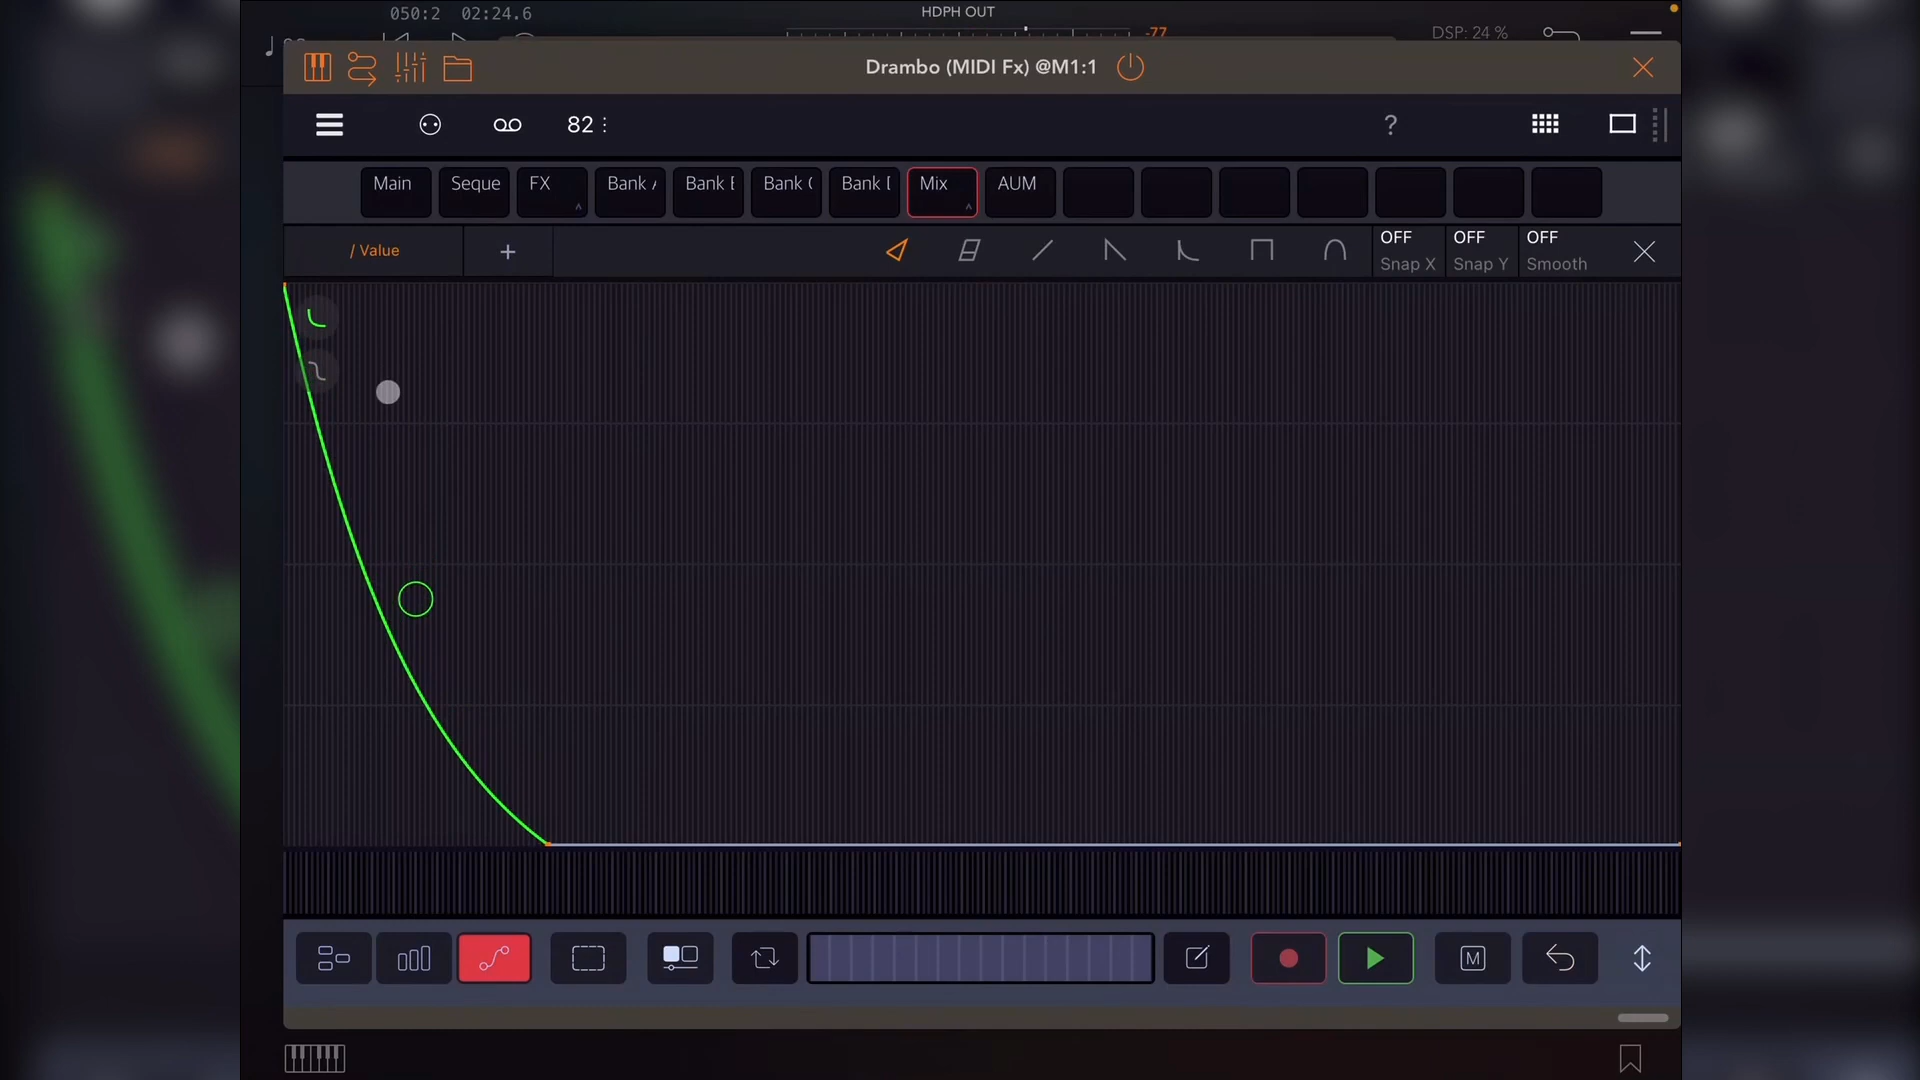 050:2 02:24.6
HDPH OUT
-77
DSP: 24 %
Drambo (MIDI Fx) @M1:1
82
?
Main
Seque
FX
Bank
Bank
Bank
Bank
Mix
AUM
/ Value
+
OFF
Snap X
OFF
Snap Y
OFF
Smooth
M